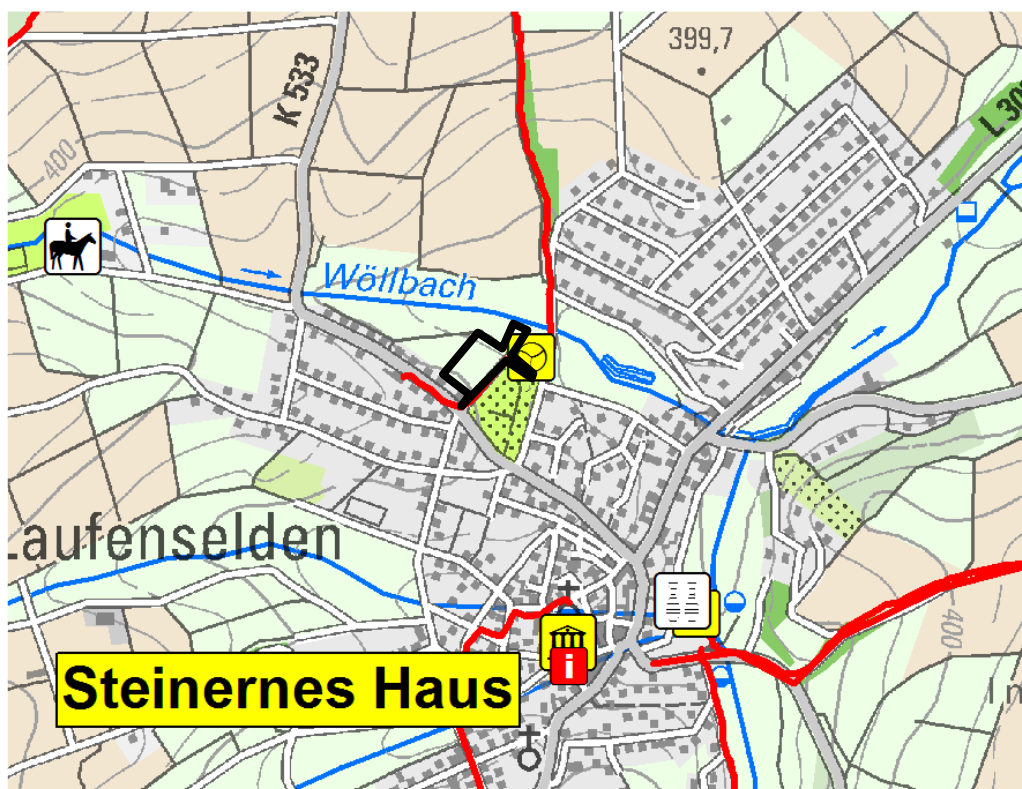 399,7
K 533
L 30
400
Wöllbach
Laufenselden
400
i
Steinernes Haus